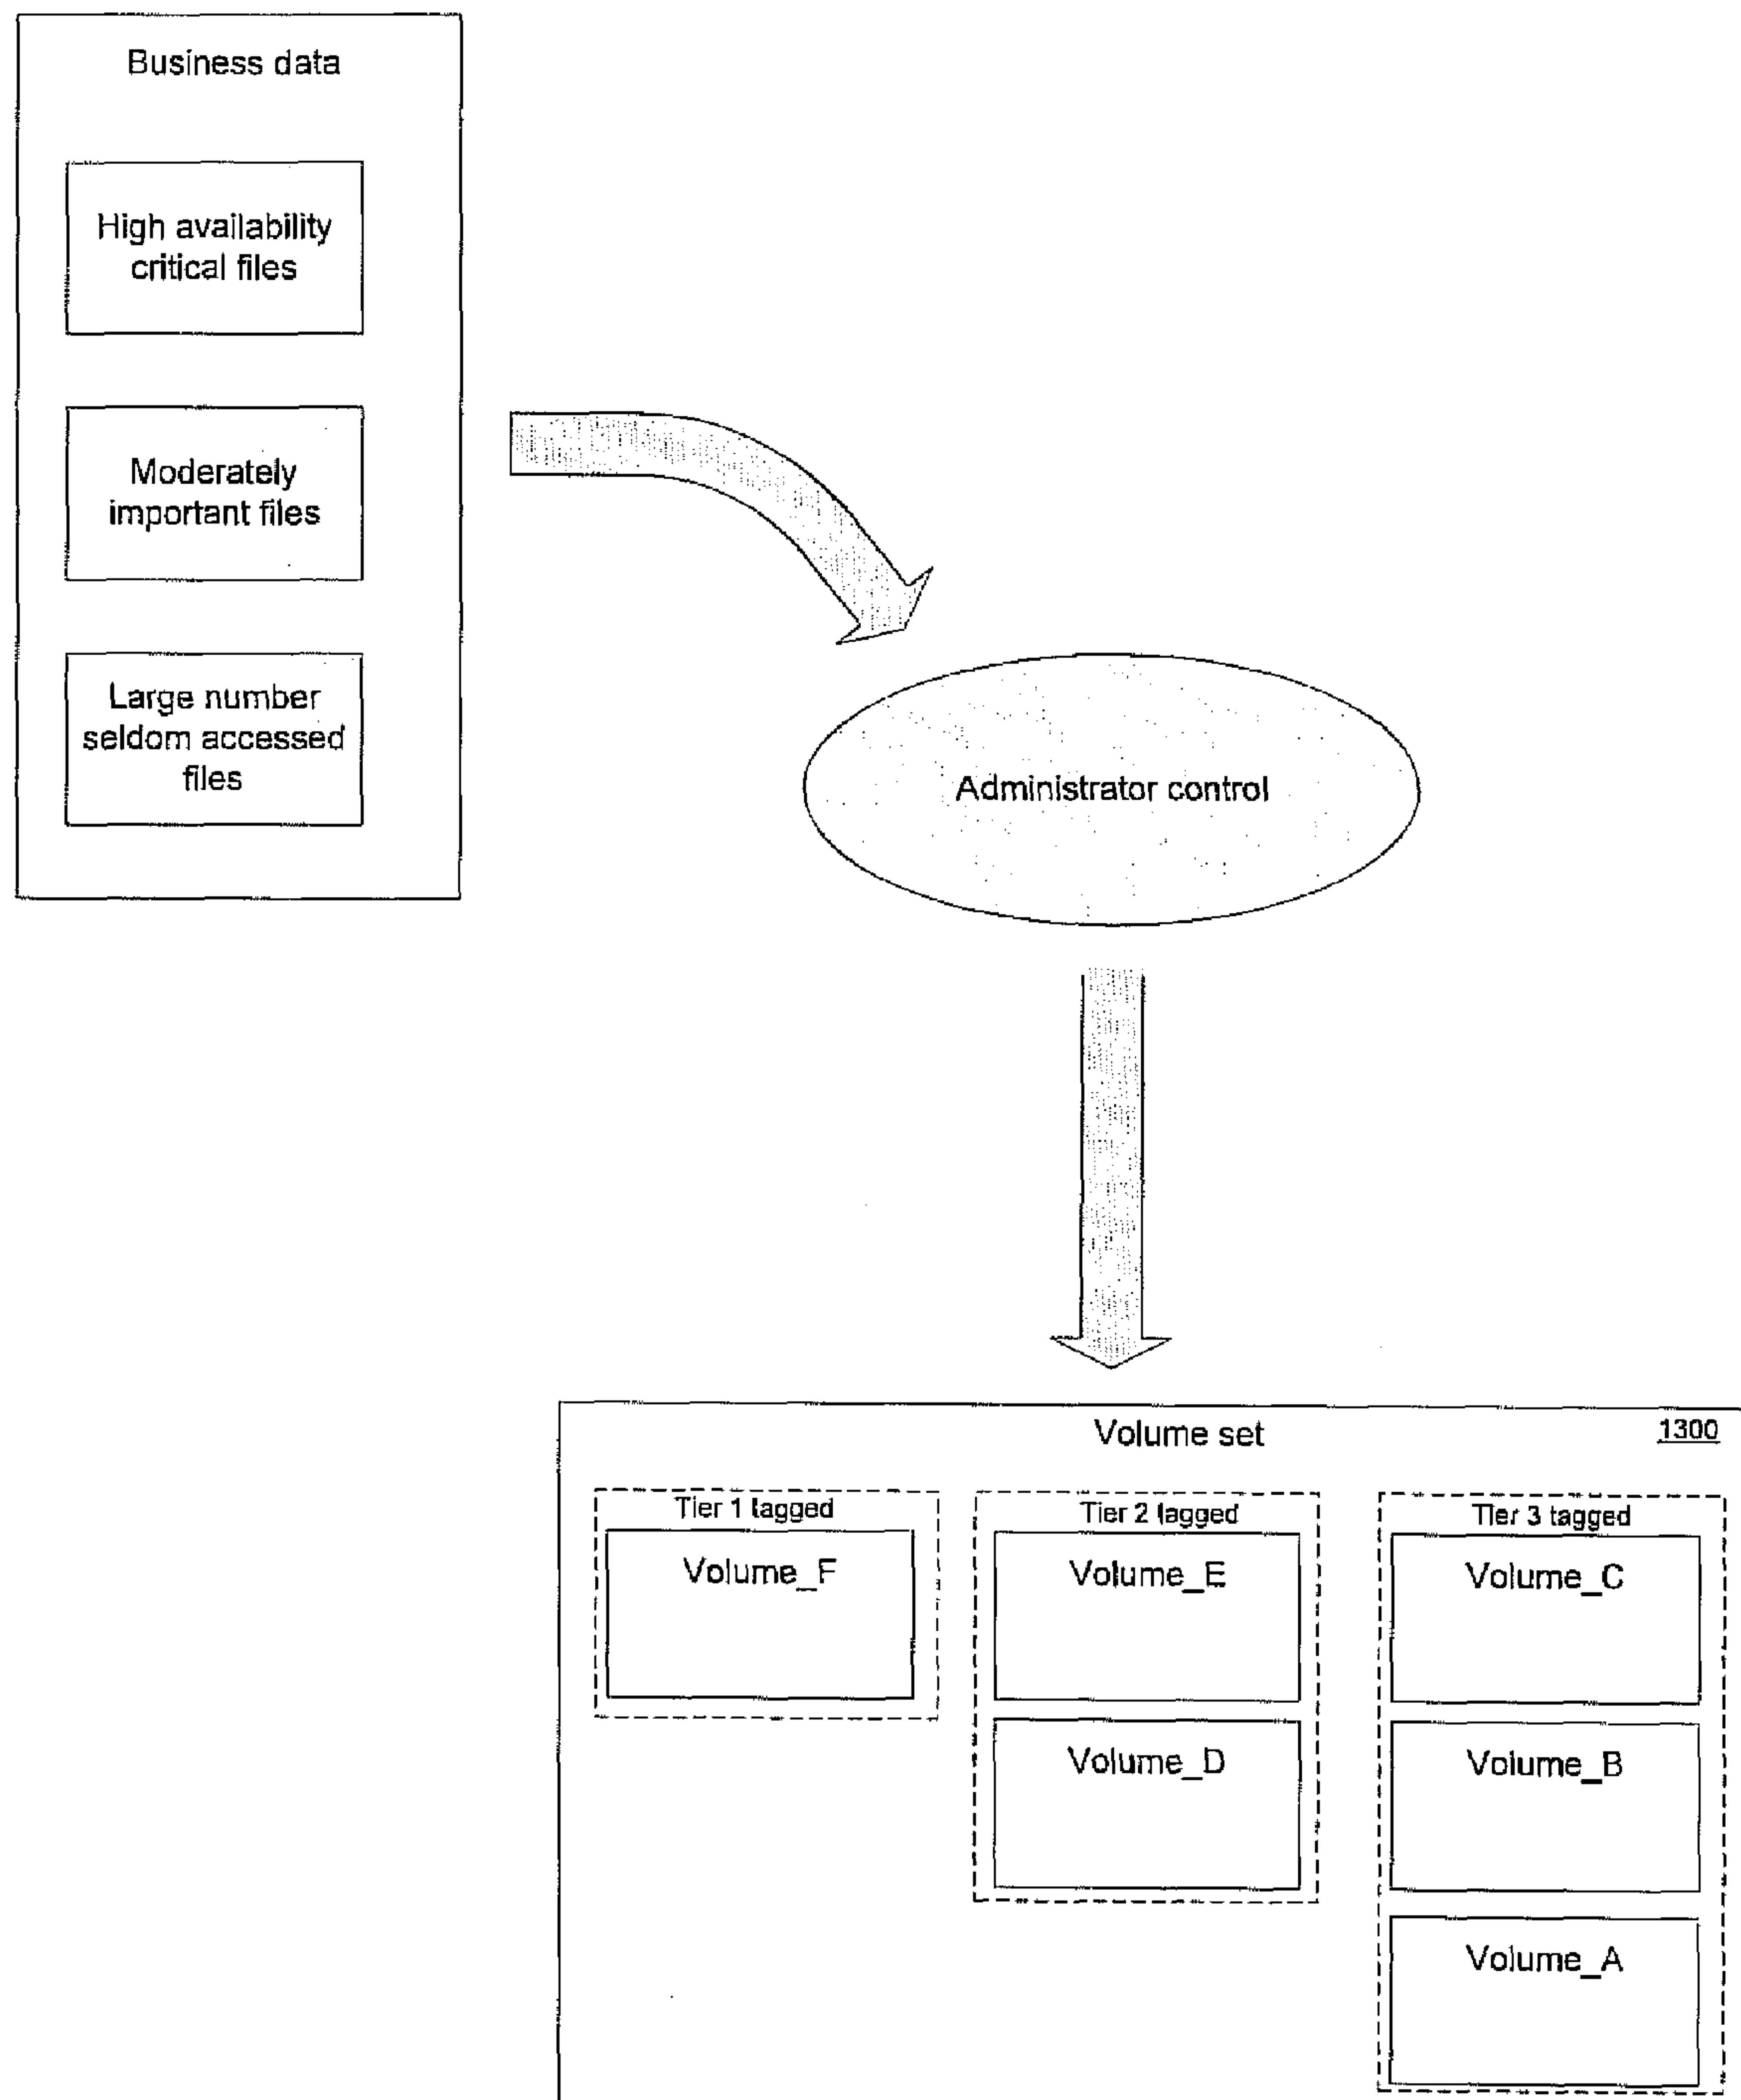 Business data
High availability
critical files
Moderately
important files
Large number
seldom accessed
files
Administrator control
Volume set
1300
Tier 1 tagged
Volume_F
Tier 2 tagged
Volume_E
Volume_D
Tier 3 tagged
Volume_C
Volume_B
Volume_A